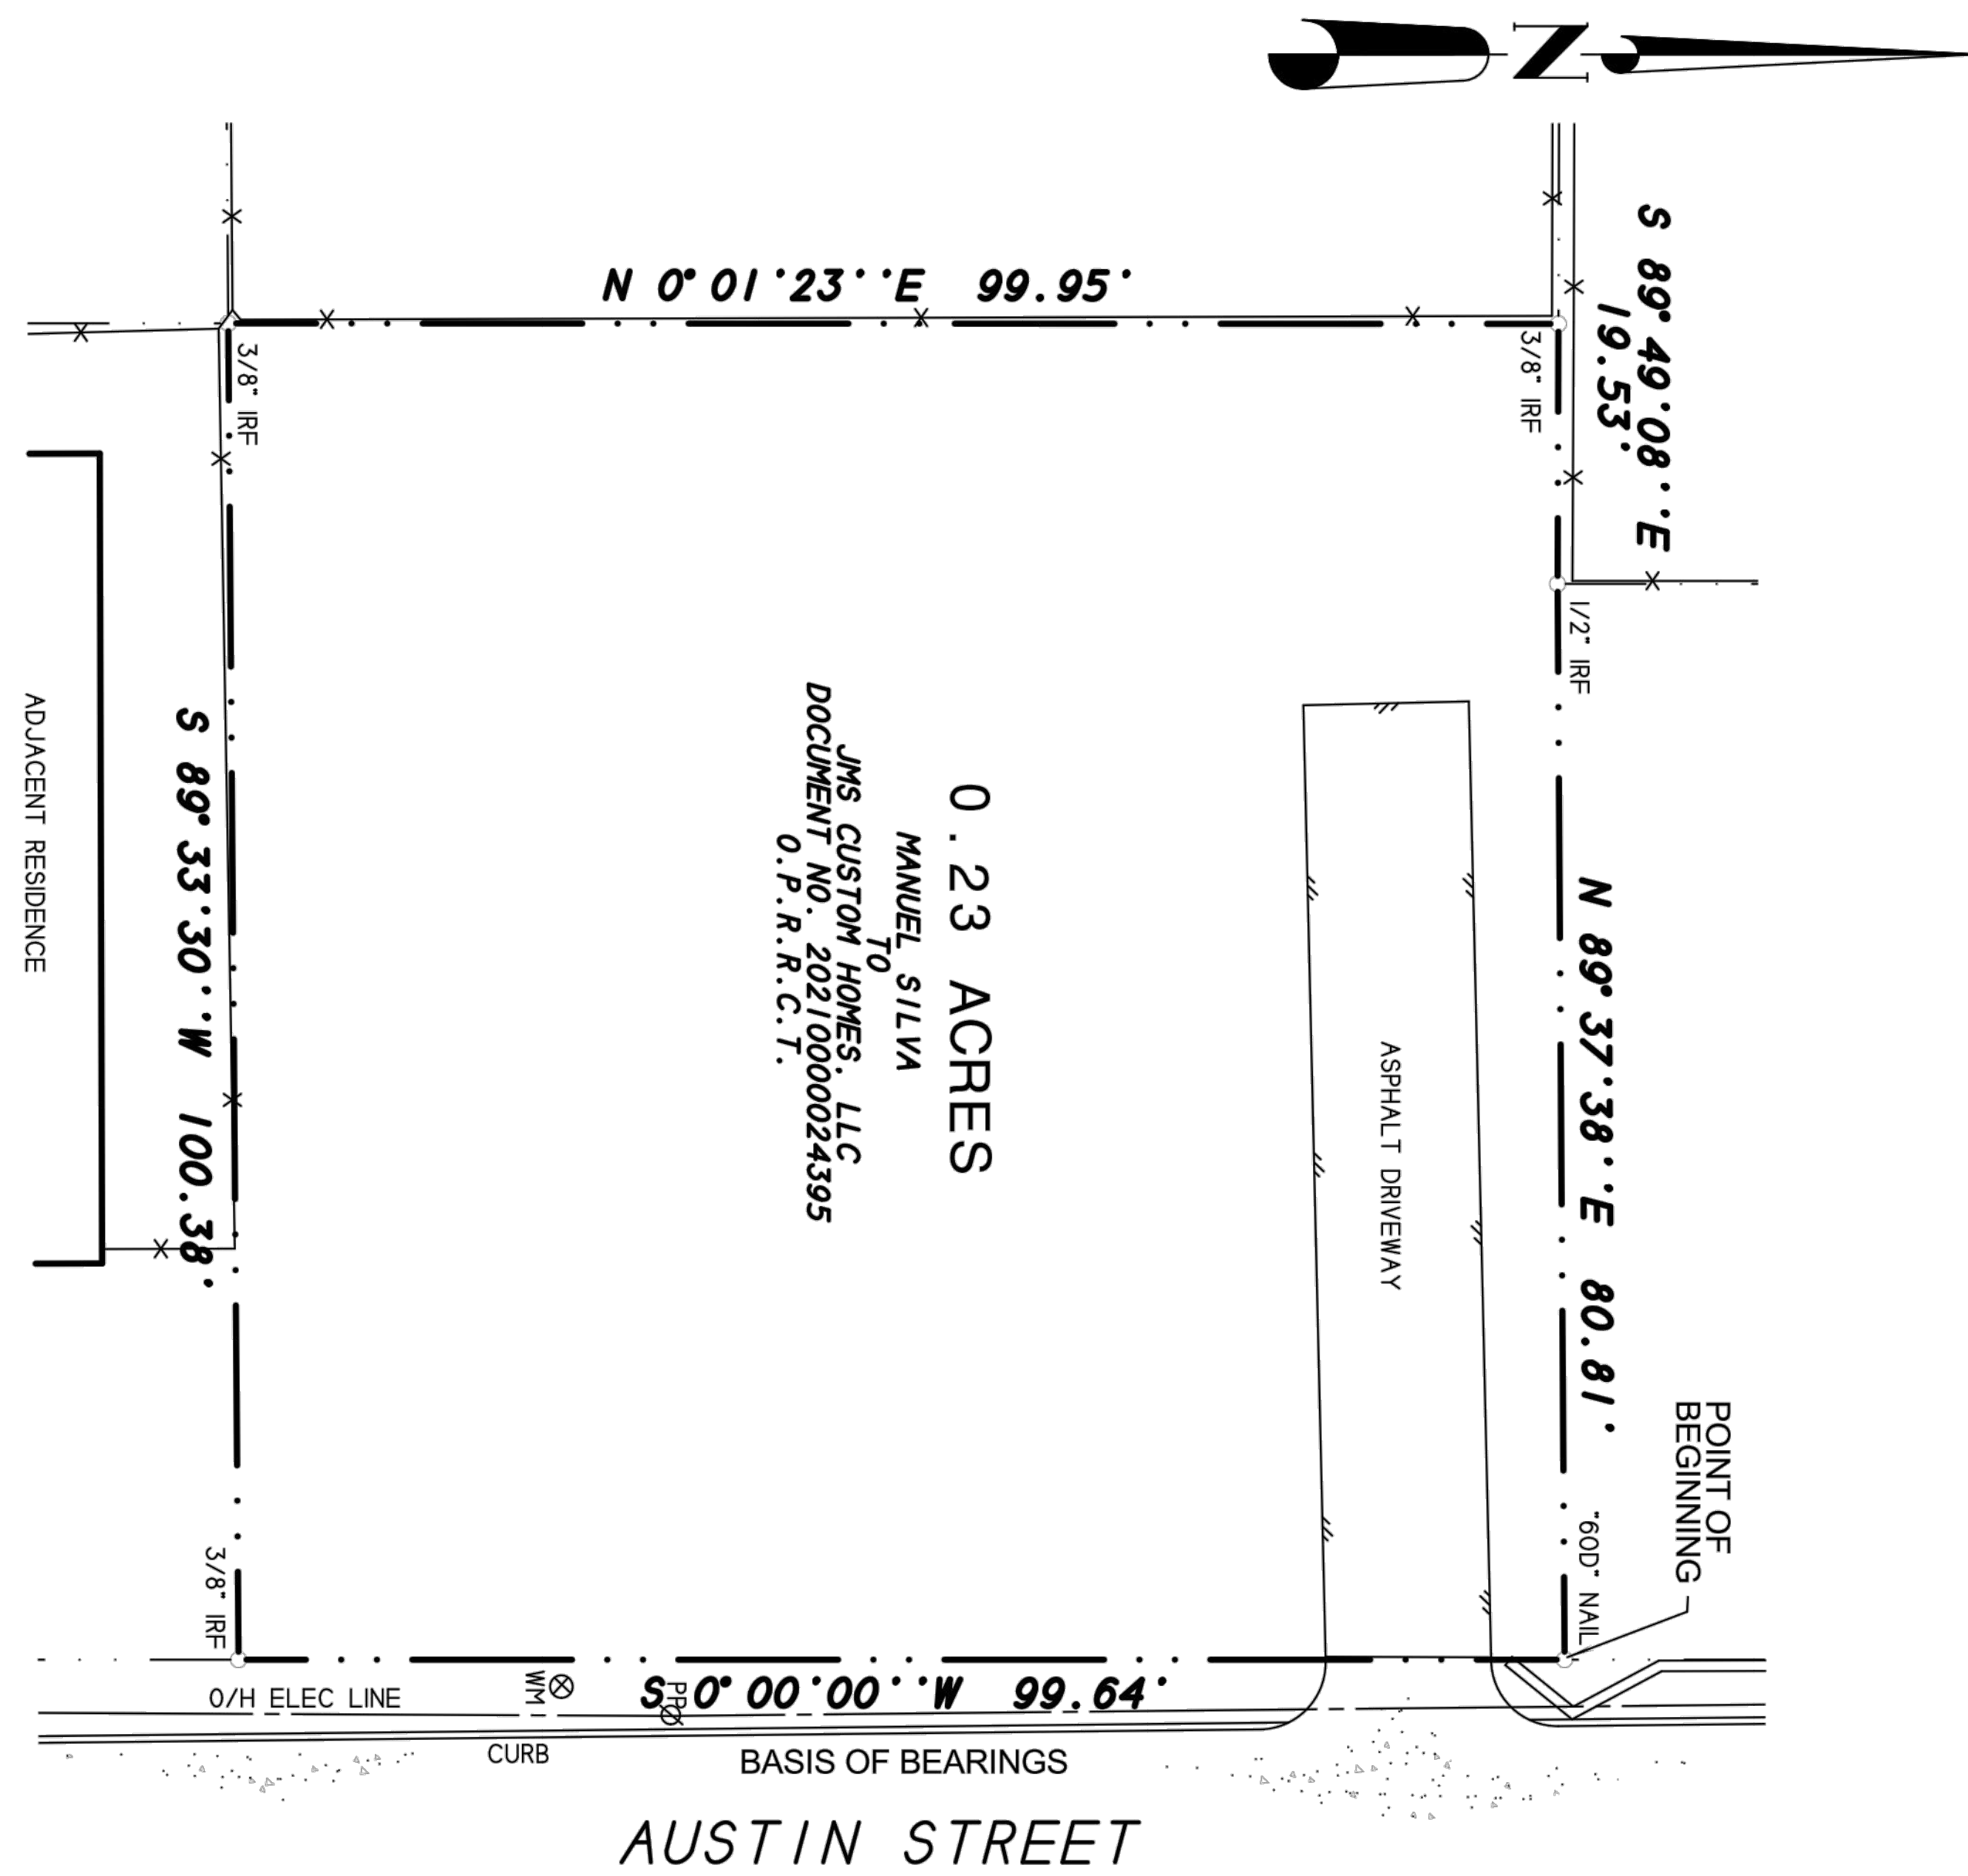 N
S 89° 49'08''E
19.53'
N 0° 01'23''E 99.95'
3/8" IRF
3/8" IRF
1/2" IRF
ADJACENT RESIDENCE
S 89° 33'30''W 100.38'
0.23 ACRES
MANUEL SILVA
TO
JMS CUSTOM HOMES, LLC
DOCUMENT NO. 202210000024395
O.P.R.R.C.T.
ASPHALT DRIVEWAY
N 89° 37'38''E 80.81'
POINT OF
BEGINNING
"60D" NAIL
3/8" IRF
WM
PP
S 0° 00'00''W 99.64'
O/H ELEC LINE
CURB
BASIS OF BEARINGS
AUSTIN STREET